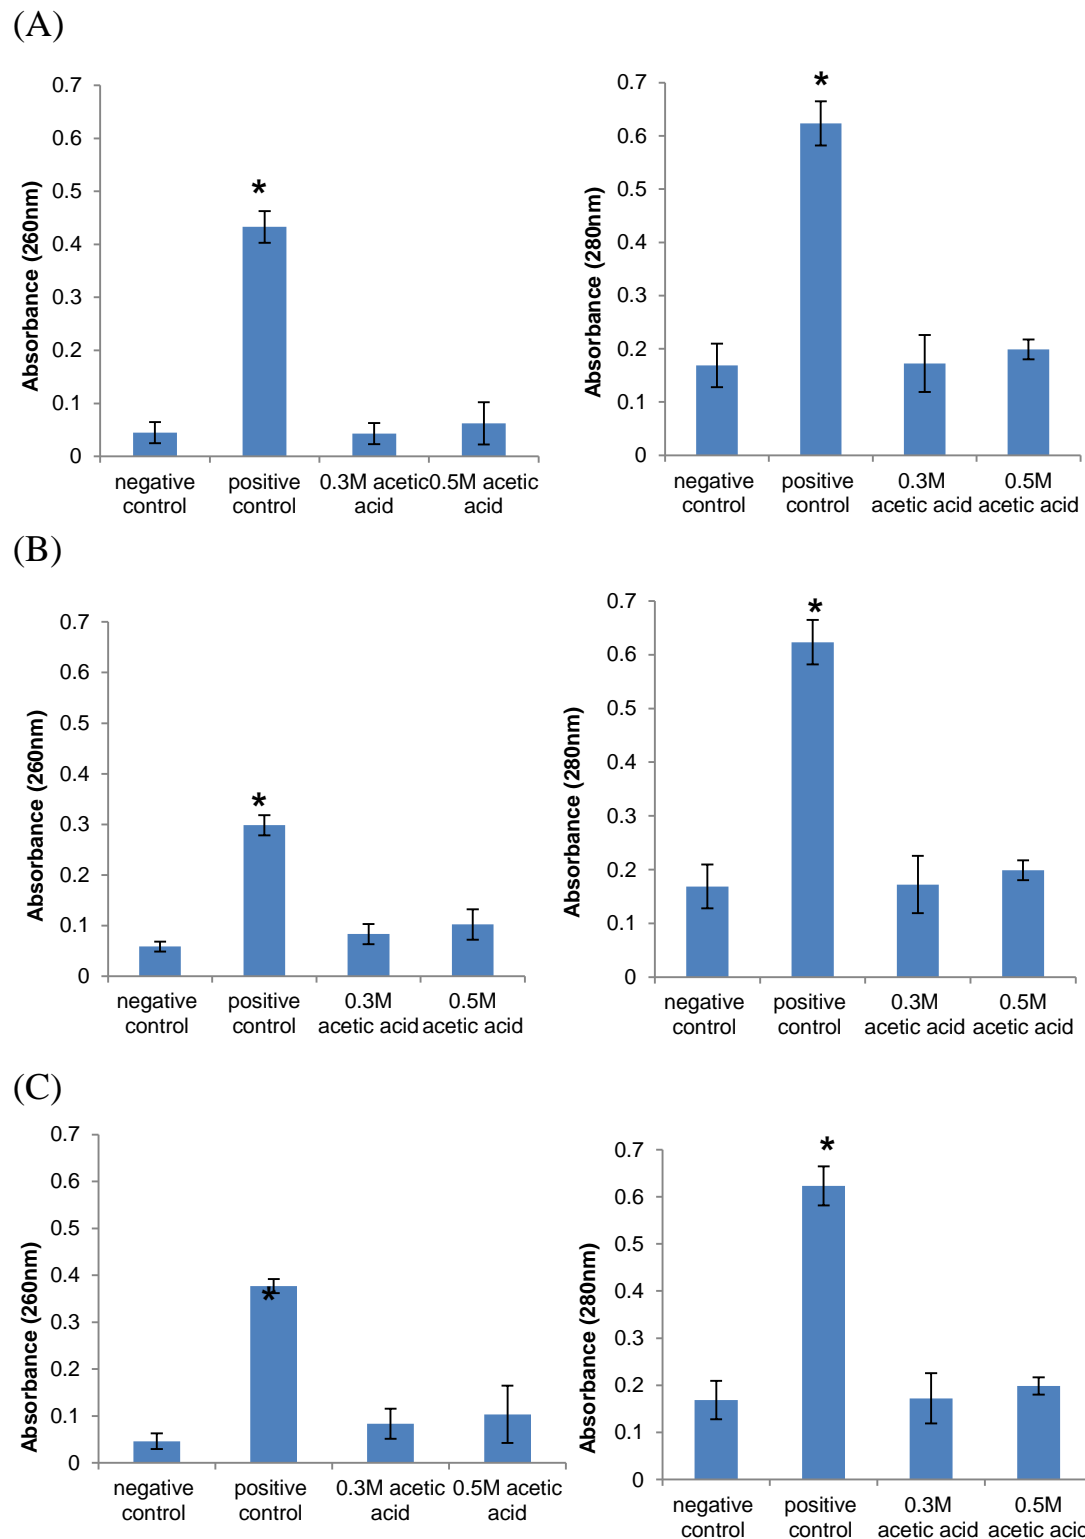 (A)
0.7
0.6
0.5
0.4
0.3
0.2
0.1
0
Absorbance (260nm)
*
negative
control
positive
control
0.3M acetic
acid
0.5M acetic
acid
0.7
0.6
0.5
0.4
0.3
0.2
0.1
0
Absorbance (280nm)
*
negative
control
positive
control
0.3M
acetic acid
0.5M
acetic acid
(B)
0.7
0.6
0.5
0.4
0.3
0.2
0.1
0
Absorbance (260nm)
*
negative
control
positive
control
0.3M
acetic acid
0.5M
acetic acid
0.7
0.6
0.5
0.4
0.3
0.2
0.1
0
Absorbance (280nm)
*
negative
control
positive
control
0.3M
acetic acid
0.5M
acetic acid
(C)
0.7
0.6
0.5
0.4
0.3
0.2
0.1
0
Absorbance (260nm)
*
negative
control
positive
control
0.3M acetic
acid
0.5M acetic
acid
0.7
0.6
0.5
0.4
0.3
0.2
0.1
0
Absorbance (280nm)
*
negative
control
positive
control
0.3M
acetic acid
0.5M
acetic acid